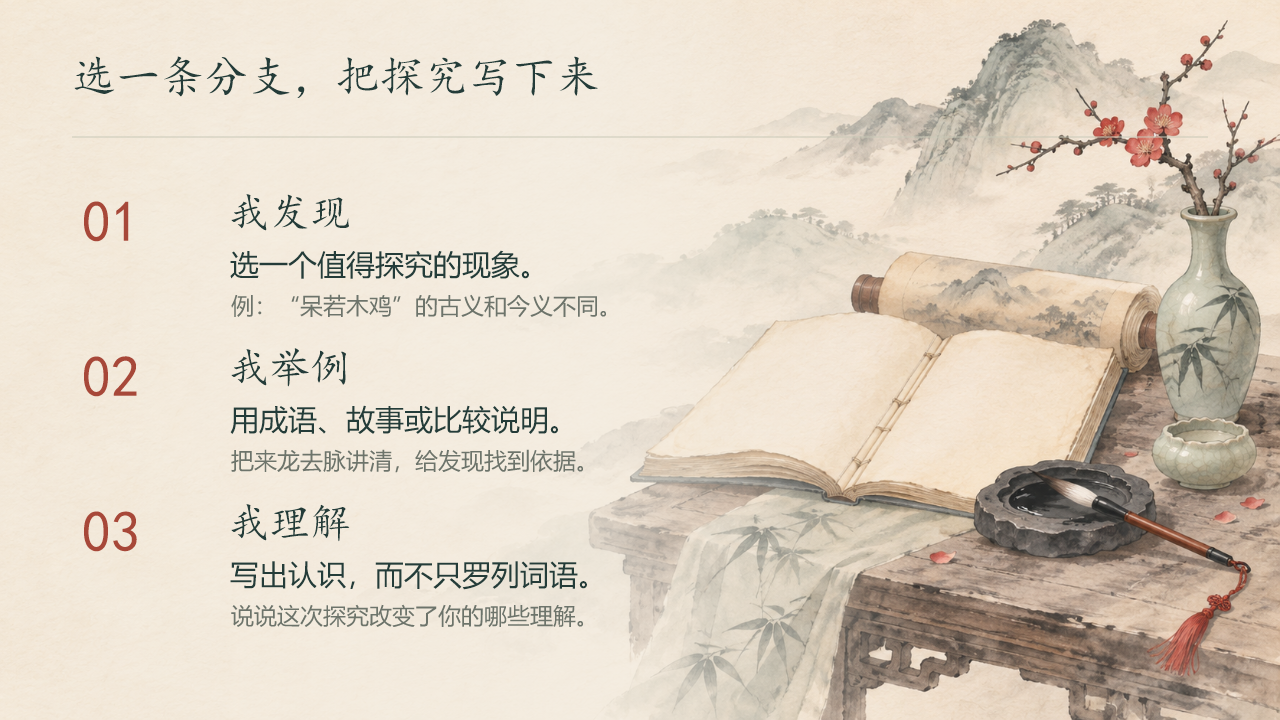 选一条分支，把探究写下来
01
我发现
选一个值得探究的现象。
例：“呆若木鸡”的古义和今义不同。
02
我举例
用成语、故事或比较说明。
把来龙去脉讲清，给发现找到依据。
03
我理解
写出认识，而不只罗列词语。
说说这次探究改变了你的哪些理解。